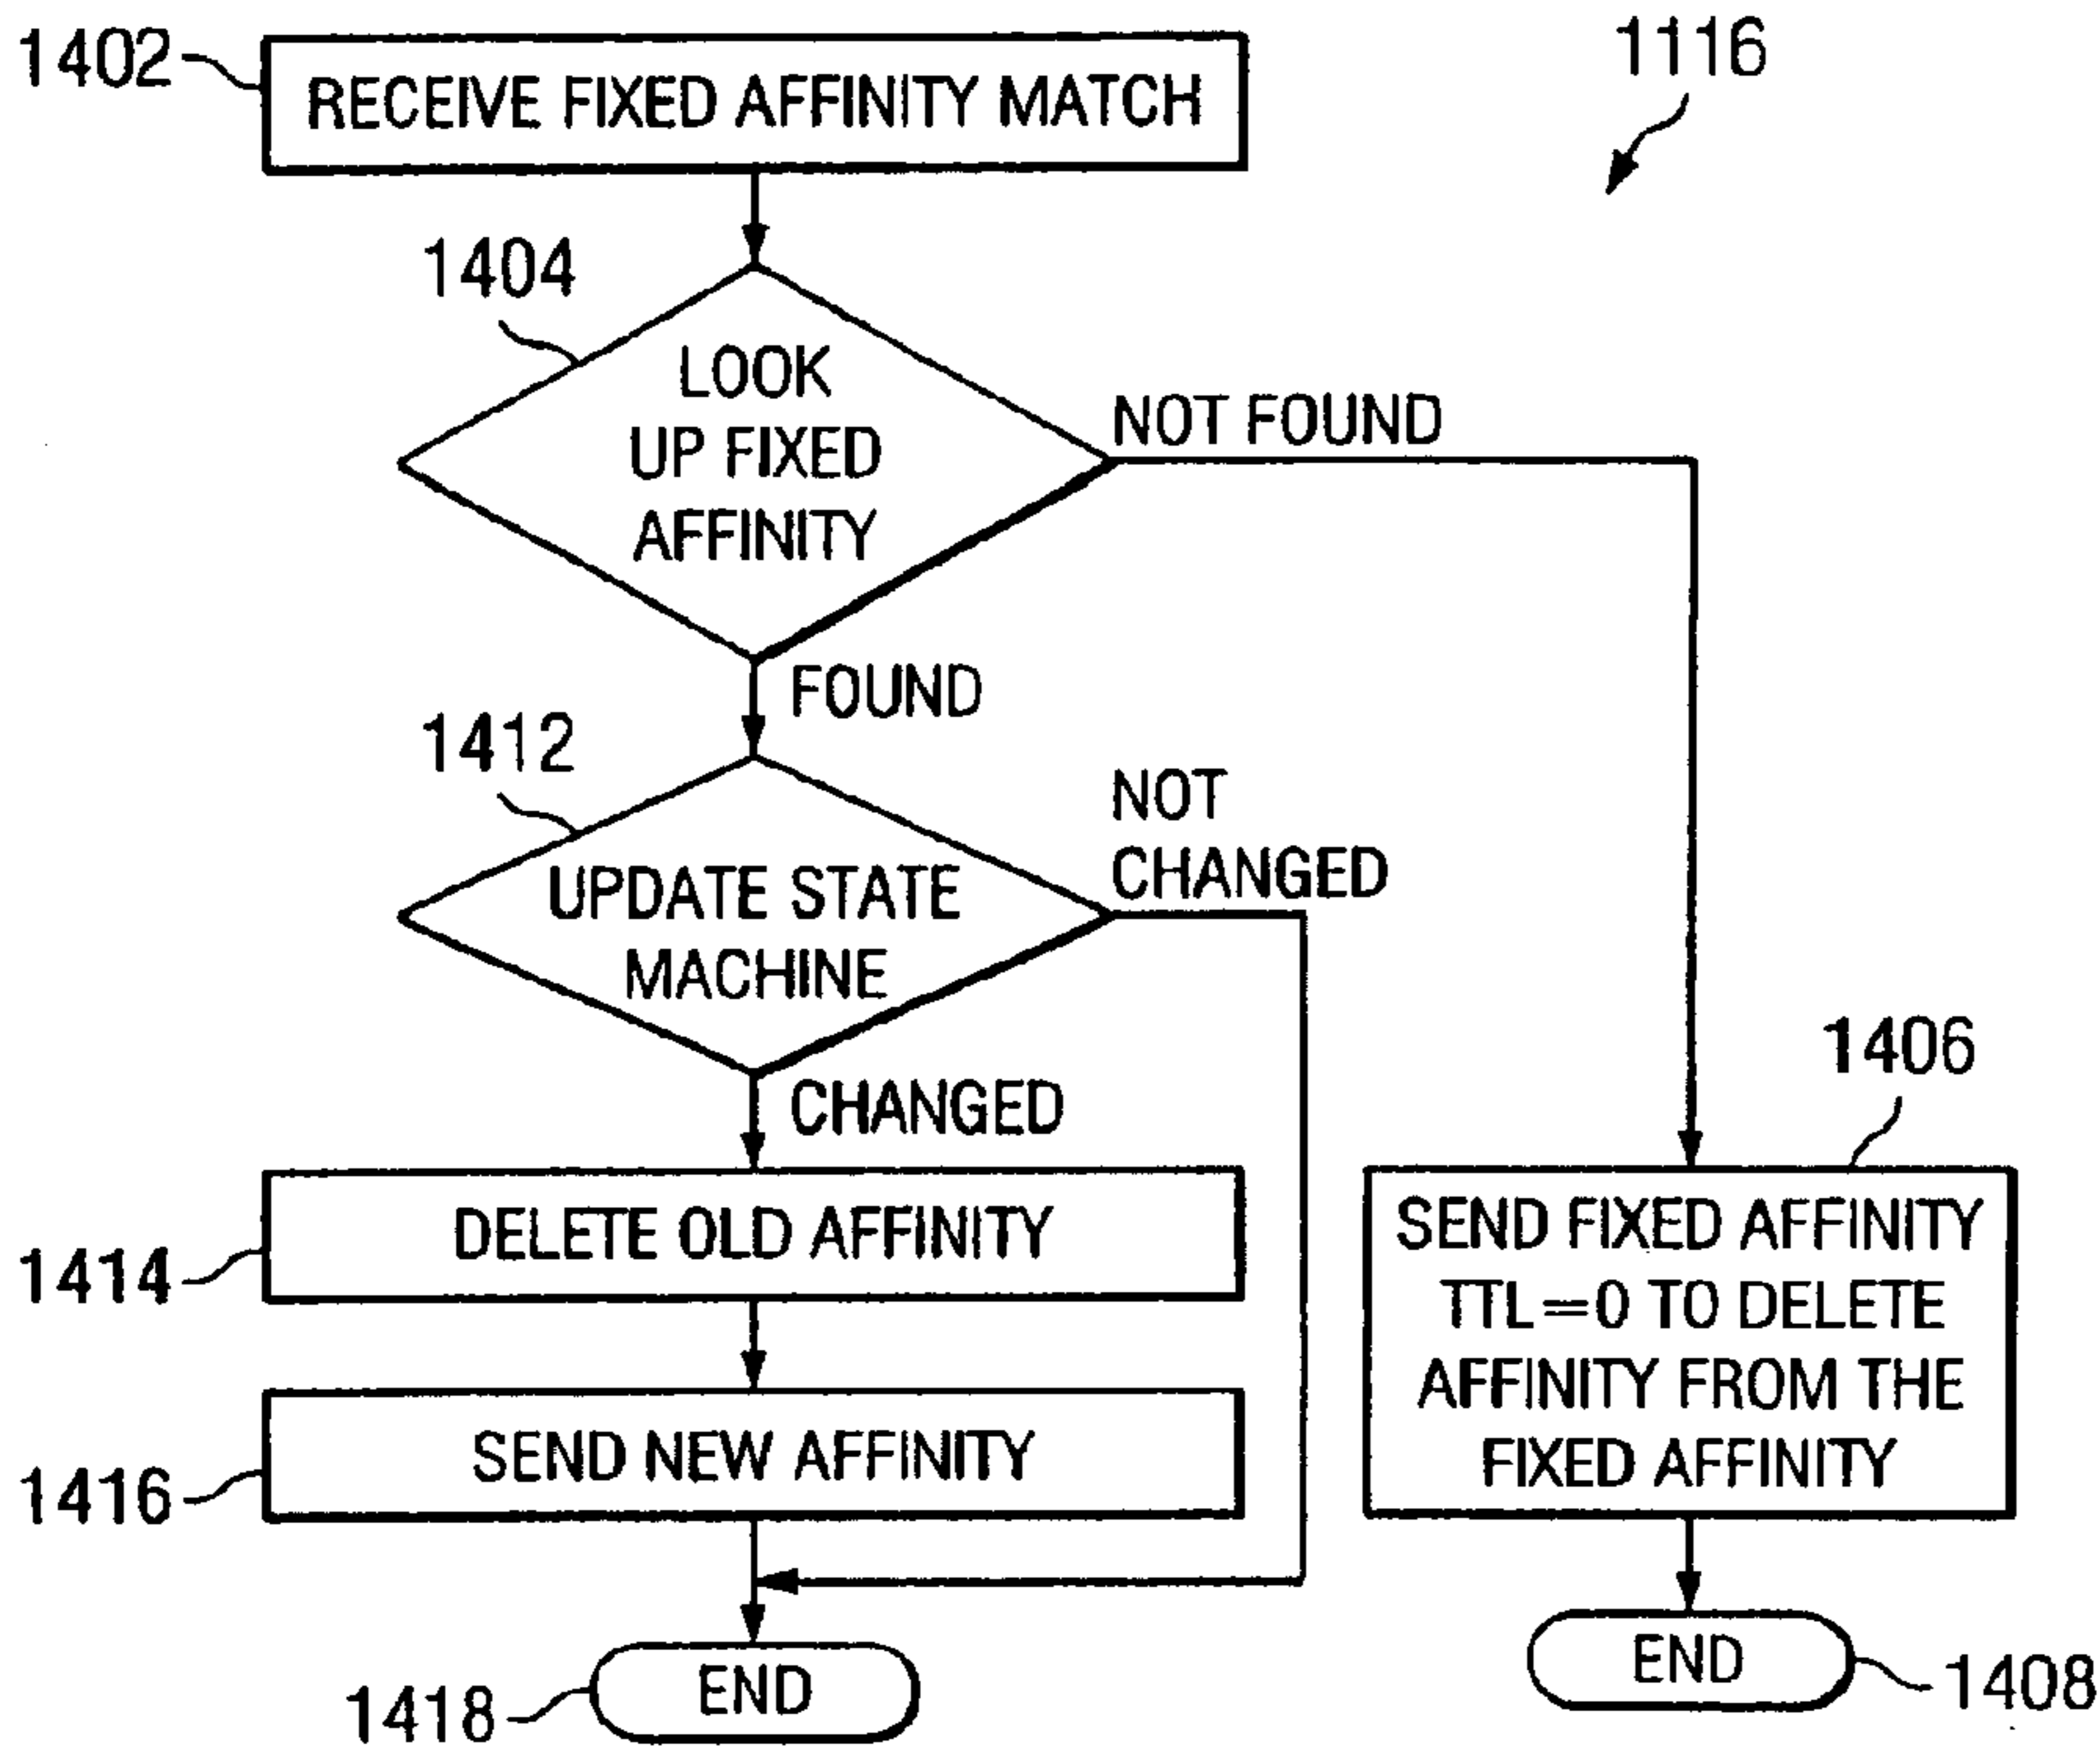 1402
RECEIVE FIXED AFFINITY MATCH
1116
1404
LOOK
UP FIXED
AFFINITY
NOT FOUND
FOUND
1412
UPDATE STATE
MACHINE
NOT
CHANGED
CHANGED
1414
DELETE OLD AFFINITY
1416
SEND NEW AFFINITY
1418
END
1406
SEND FIXED AFFINITY
TTL=0 TO DELETE
AFFINITY FROM THE
FIXED AFFINITY
END
1408